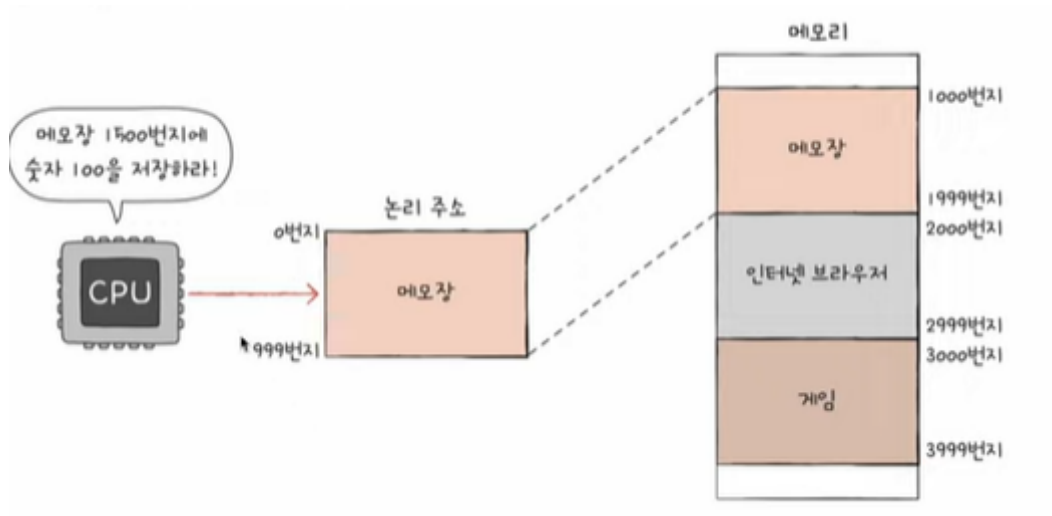 메모리
메모장 1500번지에
숫자 100을 저장하라!
CPU
논리 주소
0번지
메모장
999번지
1000번지
메모장
1999번지
2000번지
인터넷 브라우저
2999번지
3000번지
게임
3999번지